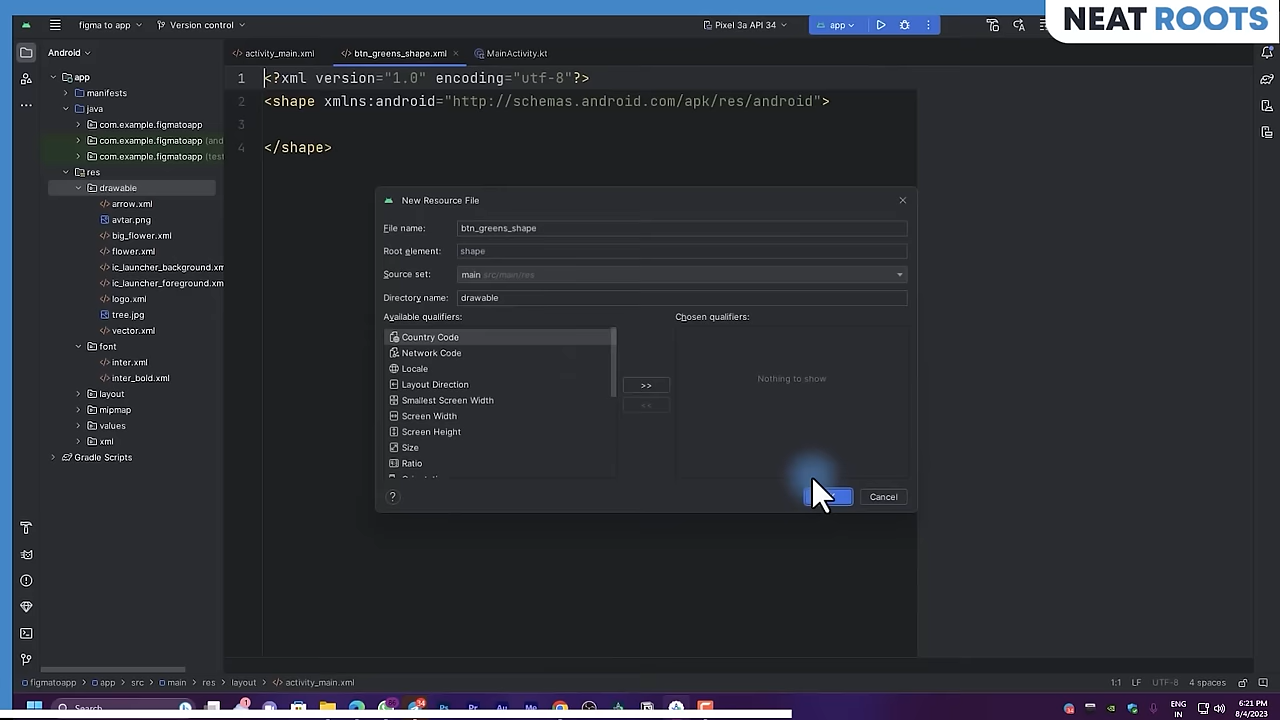 NEAT ROOTS
figma to app
Version control
Pixel 3a API 34
app
Android
activity_main.xml
btn_greens_shape.xml
MainActivity.kt
app
manifests
java
com.example.figmatoapp
com.example.figmatoapp (and
com.example.figmatoapp (test
res
drawable
arrow.xml
avtar.png
big_flower.xml
flower.xml
ic_launcher_background.xm
ic_launcher_foreground.xm
logo.xml
tree.jpg
vector.xml
font
inter.xml
inter_bold.xml
layout
mipmap
values
xml
Gradle Scripts
1 <?xml version="1.0" encoding="utf-8"?>
2 <shape xmlns:android="http://schemas.android.com/apk/res/android">
3
4 </shape>
New Resource File
File name: btn_greens_shape
Root element: shape
Source set: main src/main/res
Directory name: drawable
Available qualifiers:
Chosen qualifiers:
Country Code
Network Code
Locale
Layout Direction
Smallest Screen Width
Screen Width
Screen Height
Size
Ratio
>>
<<
Nothing to show
?
Cancel
figmatoapp > app > src > main > res > layout > activity_main.xml
1:1 LF UTF-8 4 spaces
Search
ENG
IN
6:21 PM
8/4/2023